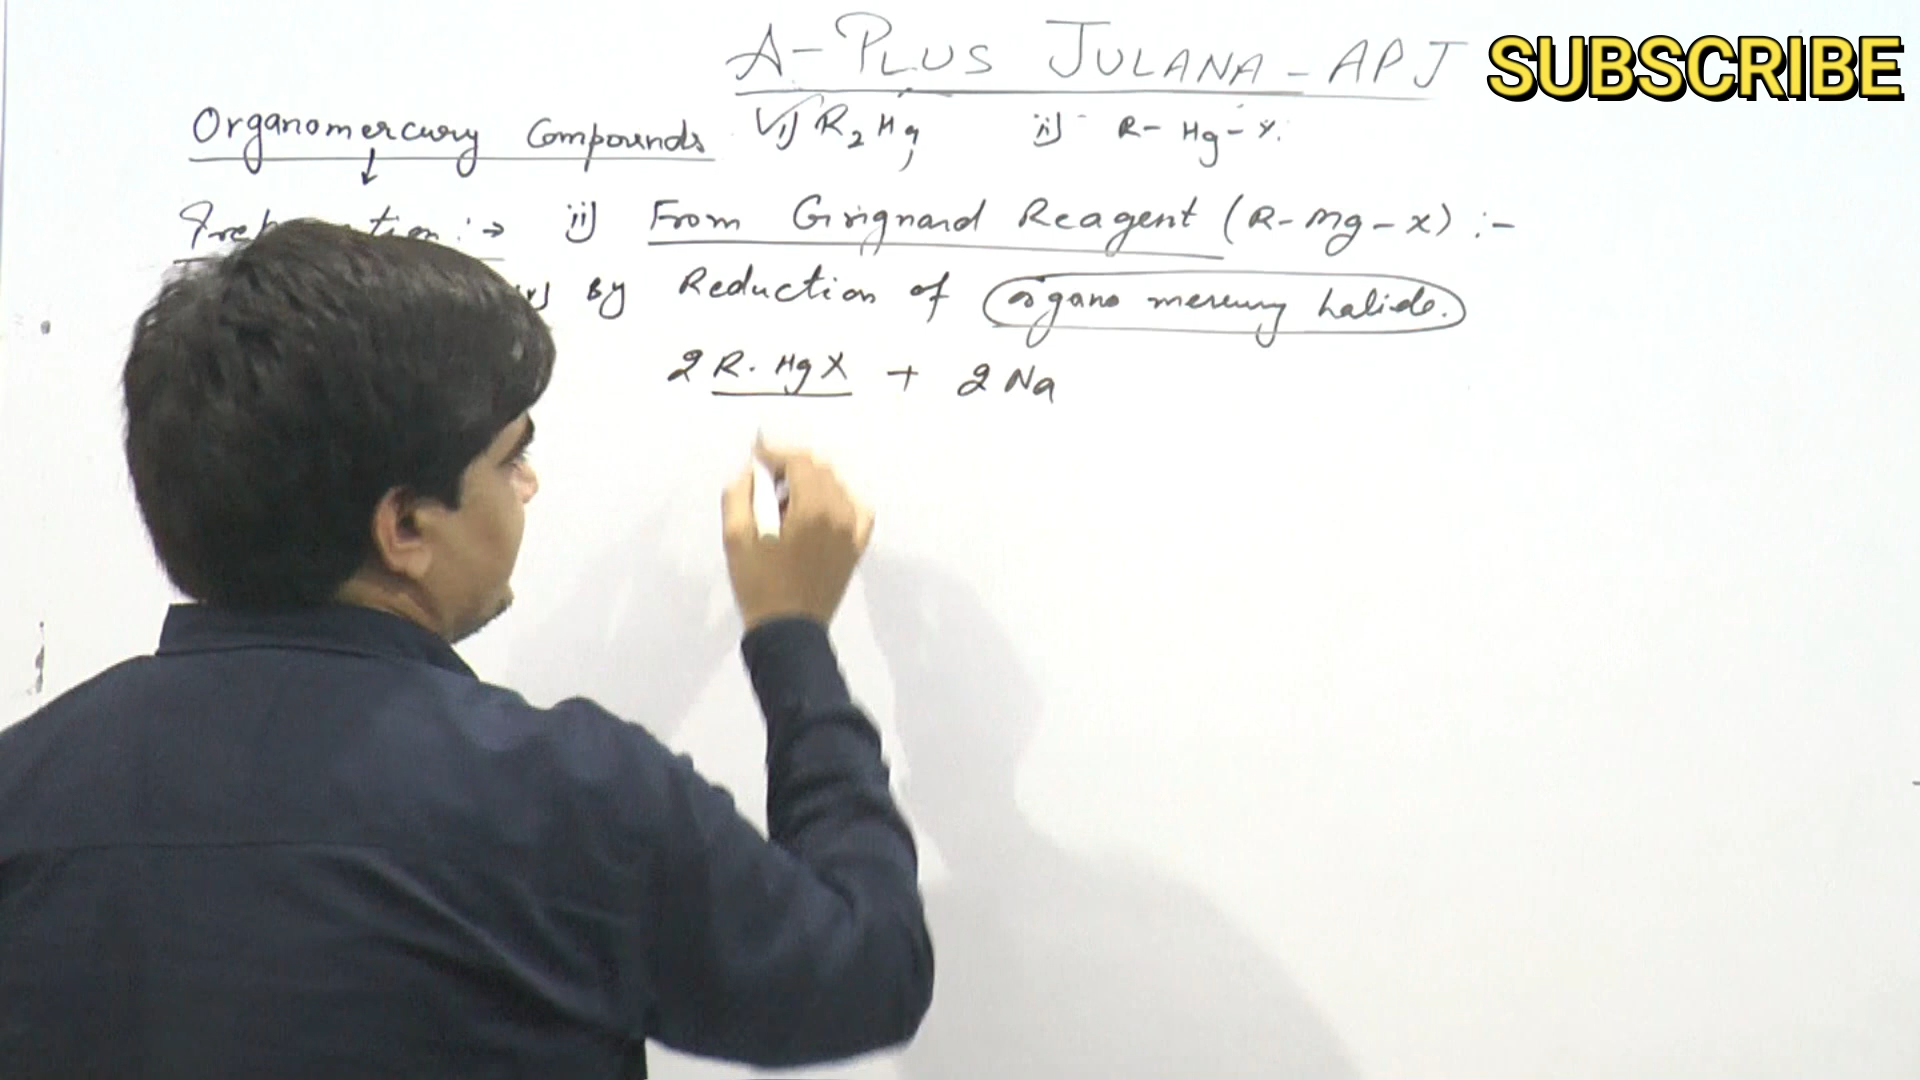 A-PLUS JULANA-APJ
SUBSCRIBE
Organomercury Compounds i) R2Hg ii) R-Hg-X.
:→ ii) From Grignard Reagent (R-Mg-X) :-
By Reduction of organo mercury halide.
2 R-HgX + 2Na